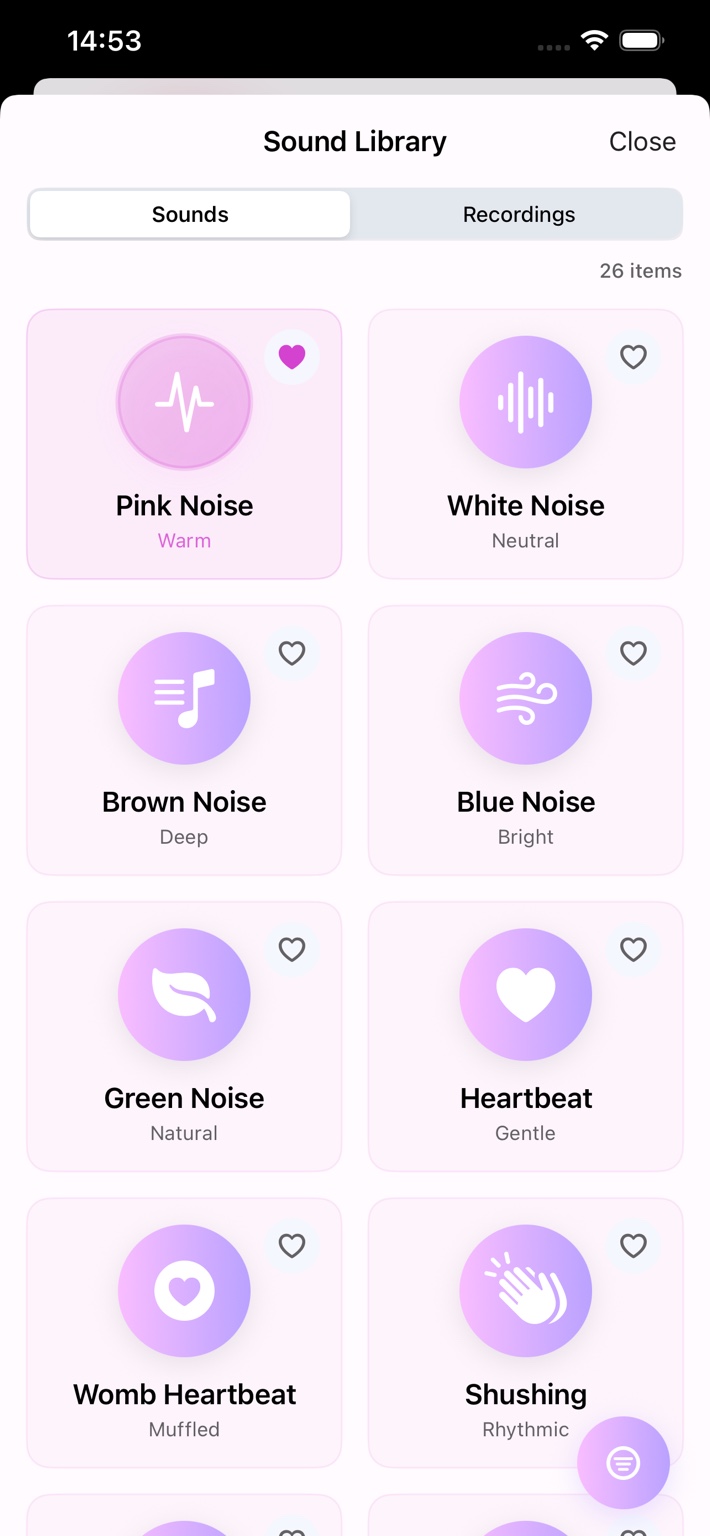 14:53
Sound Library
Close
Sounds
Recordings
26 items
Pink Noise
Warm
White Noise
Neutral
Brown Noise
Deep
Blue Noise
Bright
Green Noise
Natural
Heartbeat
Gentle
Womb Heartbeat
Muffled
Shushing
Rhythmic